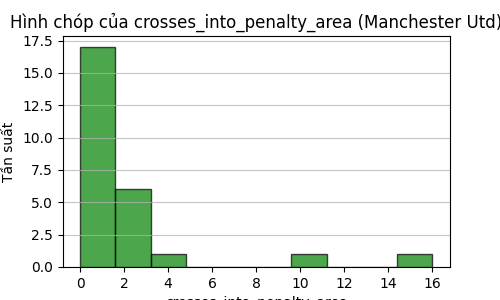 Hình chóp của crosses_into_penalty_area (Manchester Utd)
17.5
15.0
12.5
10.0
7.5
5.0
2.5
0.0
Tần suất
0 2 4 6 8 10 12 14 16
crosses_into_penalty_area